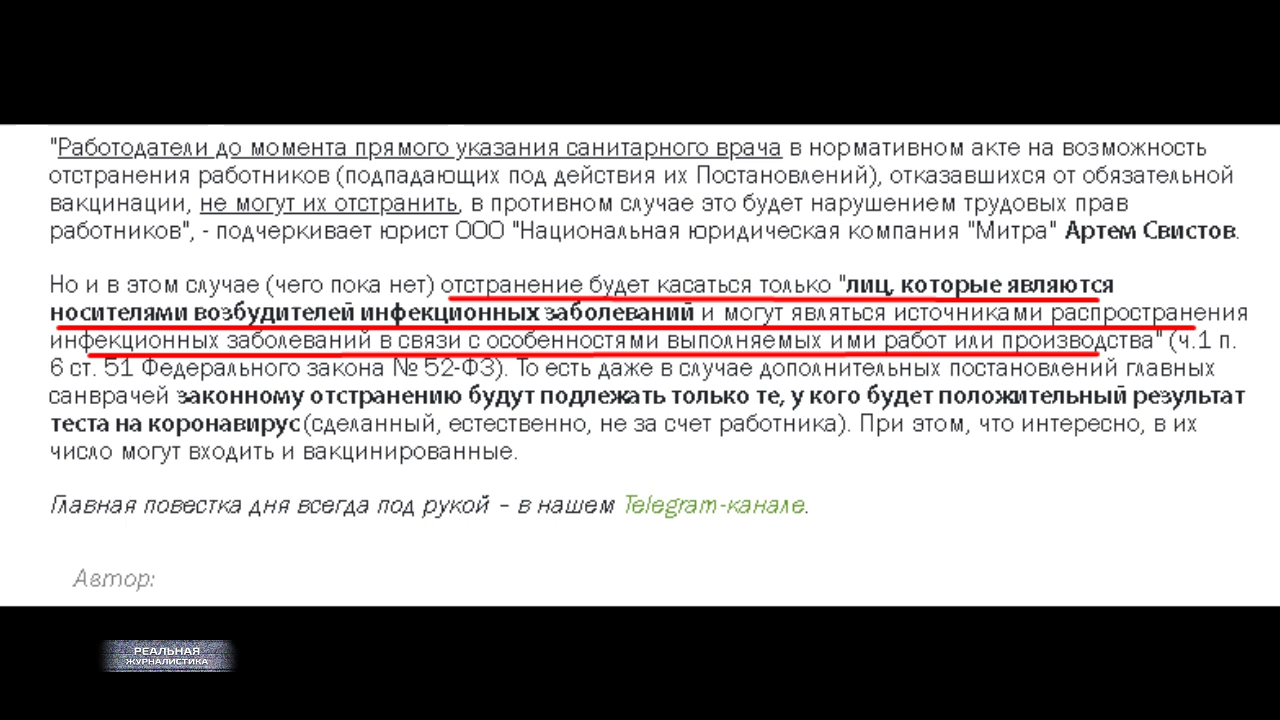 "Работодатели до момента прямого указания санитарного врача в нормативном акте на возможность
отстранения работников (подпадающих под действия их Постановлений), отказавшихся от обязательной
вакцинации, не могут их отстранить, в противном случае это будет нарушением трудовых прав
работников", - подчеркивает юрист ООО "Национальная юридическая компания "Митра" Артем Свистов.
Но и в этом случае (чего пока нет) отстранение будет касаться только "лиц, которые являются
носителями возбудителей инфекционных заболеваний и могут являться источниками распространения
инфекционных заболеваний в связи с особенностями выполняемых ими работ или производства" (ч.1 п.
6 ст. 51 Федерального закона № 52-ФЗ). То есть даже в случае дополнительных постановлений главных
санврачей законному отстранению будут подлежать только те, у кого будет положительный результат
теста на коронавирус (сделанный, естественно, не за счет работника). При этом, что интересно, в их
число могут входить и вакцинированные.
Главная повестка дня всегда под рукой – в нашем Telegram-канале.
Автор:
РЕАЛЬНАЯ
ЖУРНАЛИСТИКА